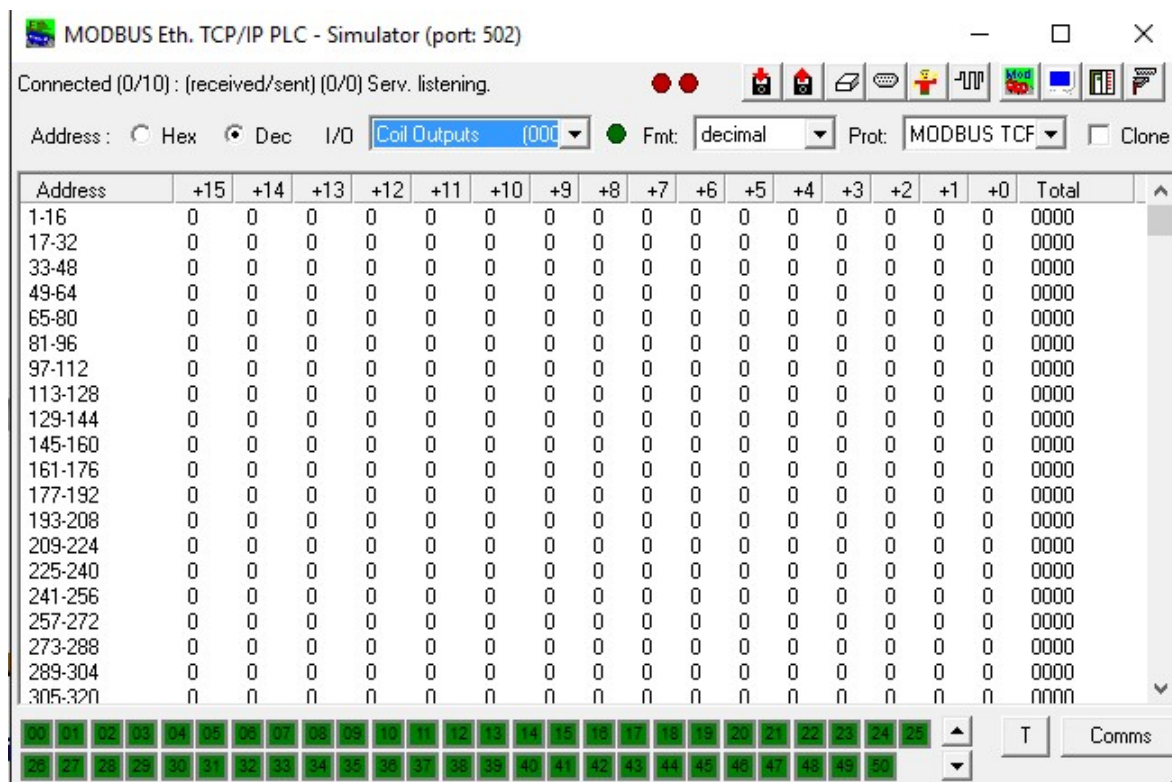 MODBUS Eth. TCP/IP PLC - Simulator (port: 502)
Connected (0/10) : (received/sent) (0/0) Serv. listening.
Address : Hex Dec I/O Coil Outputs (000 Fmt: decimal Prot: MODBUS TCP Clone
Address +15 +14 +13 +12 +11 +10 +9 +8 +7 +6 +5 +4 +3 +2 +1 +0 Total
1-16 0 0 0 0 0 0 0 0 0 0 0 0 0 0 0 0 0000
17-32 0 0 0 0 0 0 0 0 0 0 0 0 0 0 0 0 0000
33-48 0 0 0 0 0 0 0 0 0 0 0 0 0 0 0 0 0000
49-64 0 0 0 0 0 0 0 0 0 0 0 0 0 0 0 0 0000
65-80 0 0 0 0 0 0 0 0 0 0 0 0 0 0 0 0 0000
81-96 0 0 0 0 0 0 0 0 0 0 0 0 0 0 0 0 0000
97-112 0 0 0 0 0 0 0 0 0 0 0 0 0 0 0 0 0000
113-128 0 0 0 0 0 0 0 0 0 0 0 0 0 0 0 0 0000
129-144 0 0 0 0 0 0 0 0 0 0 0 0 0 0 0 0 0000
145-160 0 0 0 0 0 0 0 0 0 0 0 0 0 0 0 0 0000
161-176 0 0 0 0 0 0 0 0 0 0 0 0 0 0 0 0 0000
177-192 0 0 0 0 0 0 0 0 0 0 0 0 0 0 0 0 0000
193-208 0 0 0 0 0 0 0 0 0 0 0 0 0 0 0 0 0000
209-224 0 0 0 0 0 0 0 0 0 0 0 0 0 0 0 0 0000
225-240 0 0 0 0 0 0 0 0 0 0 0 0 0 0 0 0 0000
241-256 0 0 0 0 0 0 0 0 0 0 0 0 0 0 0 0 0000
257-272 0 0 0 0 0 0 0 0 0 0 0 0 0 0 0 0 0000
273-288 0 0 0 0 0 0 0 0 0 0 0 0 0 0 0 0 0000
289-304 0 0 0 0 0 0 0 0 0 0 0 0 0 0 0 0 0000
305-320 0 0 0 0 0 0 0 0 0 0 0 0 0 0 0 0 0000
00 01 02 03 04 05 06 07 08 09 10 11 12 13 14 15 16 17 18 19 20 21 22 23 24 25 T Comms
26 27 28 29 30 31 32 33 34 35 36 37 38 39 40 41 42 43 44 45 46 47 48 49 50